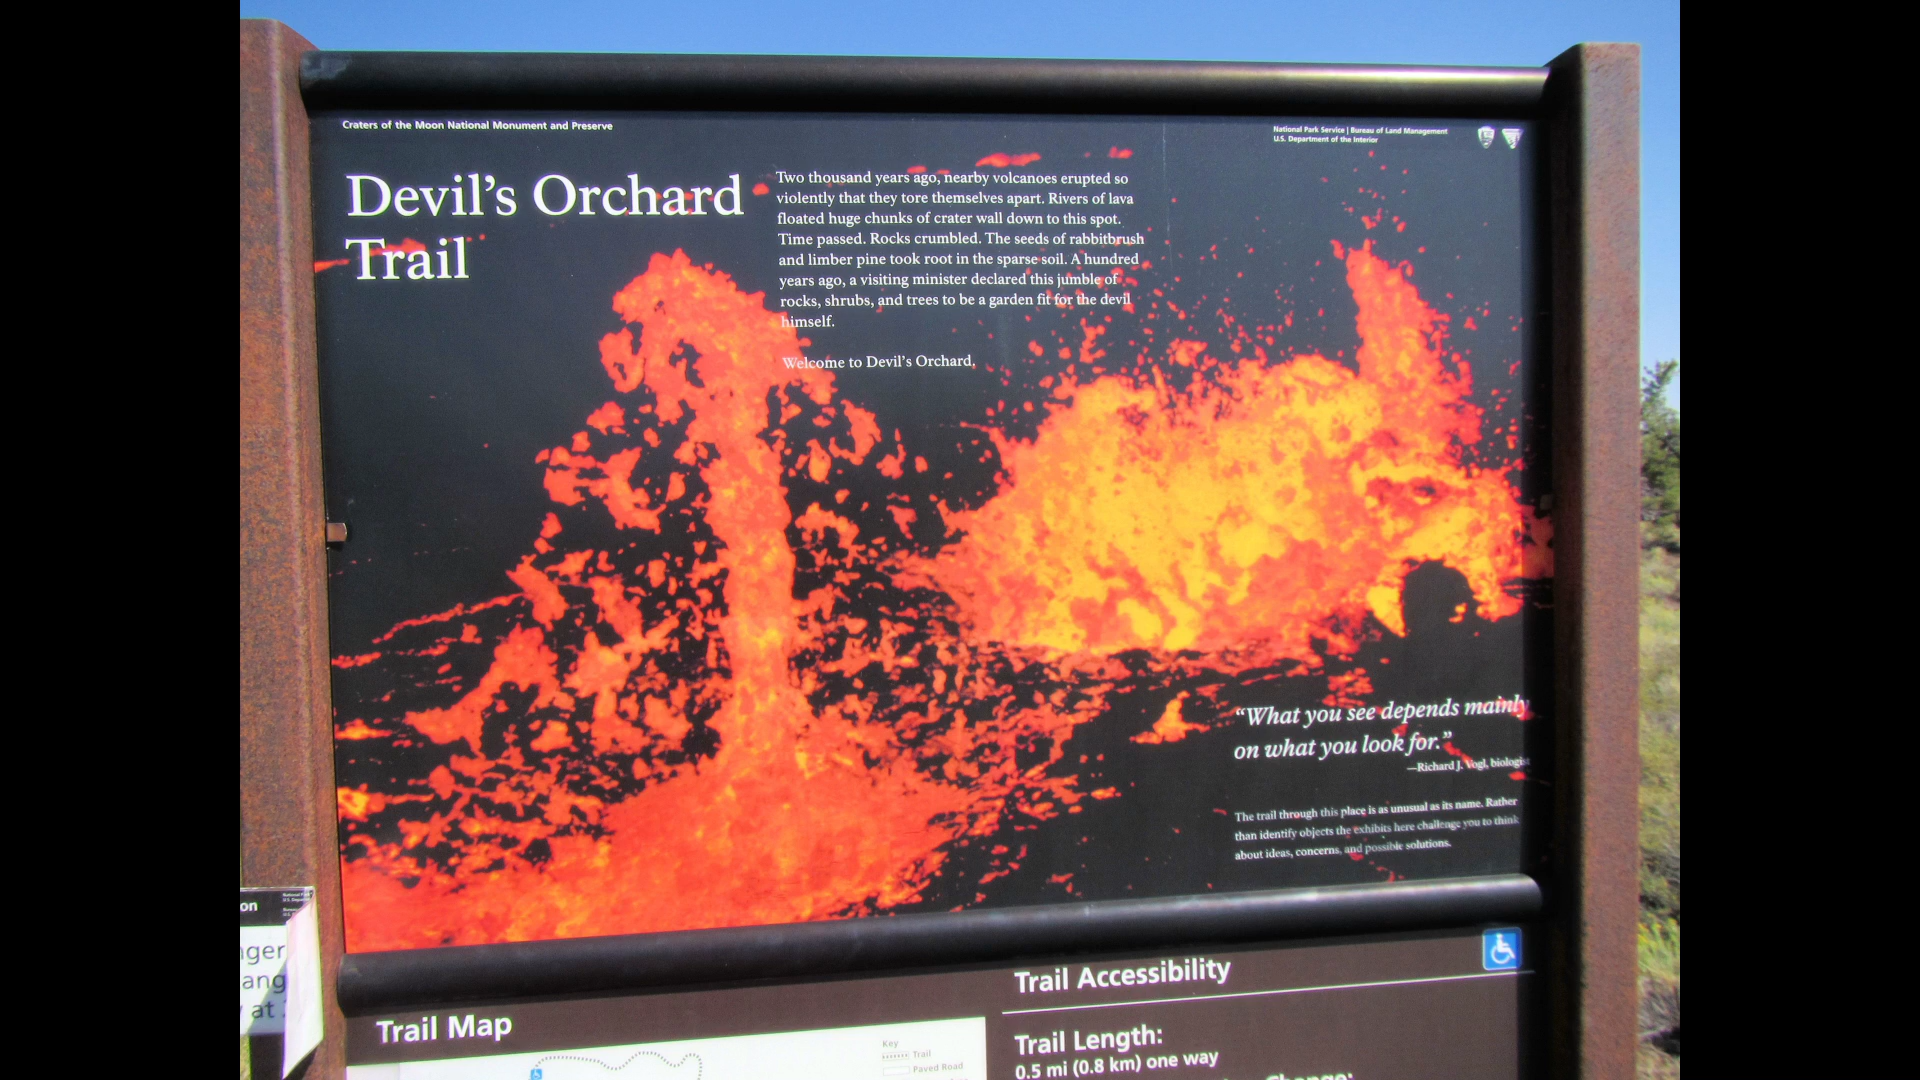 Craters of the Moon National Monument and Preserve
National Park Service | Bureau of Land Management
U.S. Department of the Interior
Devil's Orchard
Trail
Two thousand years ago, nearby volcanoes erupted so
violently that they tore themselves apart. Rivers of lava
floated huge chunks of crater wall down to this spot.
Time passed. Rocks crumbled. The seeds of rabbitbrush
and limber pine took root in the sparse soil. A hundred
years ago, a visiting minister declared this jumble of
rocks, shrubs, and trees to be a garden fit for the devil
himself.
Welcome to Devil's Orchard.
"What you see depends mainly
on what you look for."
—Richard J. Vogl, biologist
The trail through this place is as unusual as its name. Rather
than identify objects the exhibits here challenge you to think
about ideas, concerns, and possible solutions.
on
nger
ang
at
Trail Map
Key
Trail
Paved Road
Trail Accessibility
Trail Length:
0.5 mi (0.8 km) one way
Change: